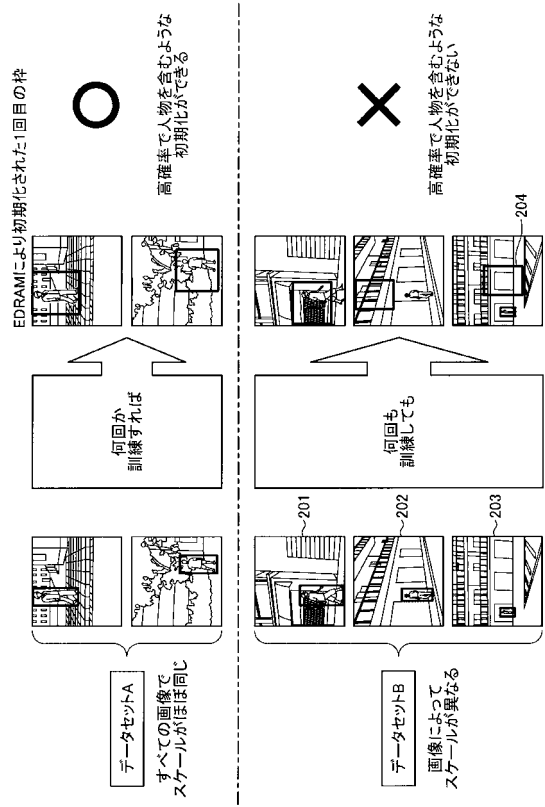 EDRAMにより初期化された1回目の枠
データセットA
すべての画像で
スケールがほぼ同じ
何回か
訓練すれば
高確率で人物を含むような
初期化ができる
データセットB
画像によって
スケールが異なる
201
202
203
何回も
訓練しても
204
高確率で人物を含むような
初期化ができない